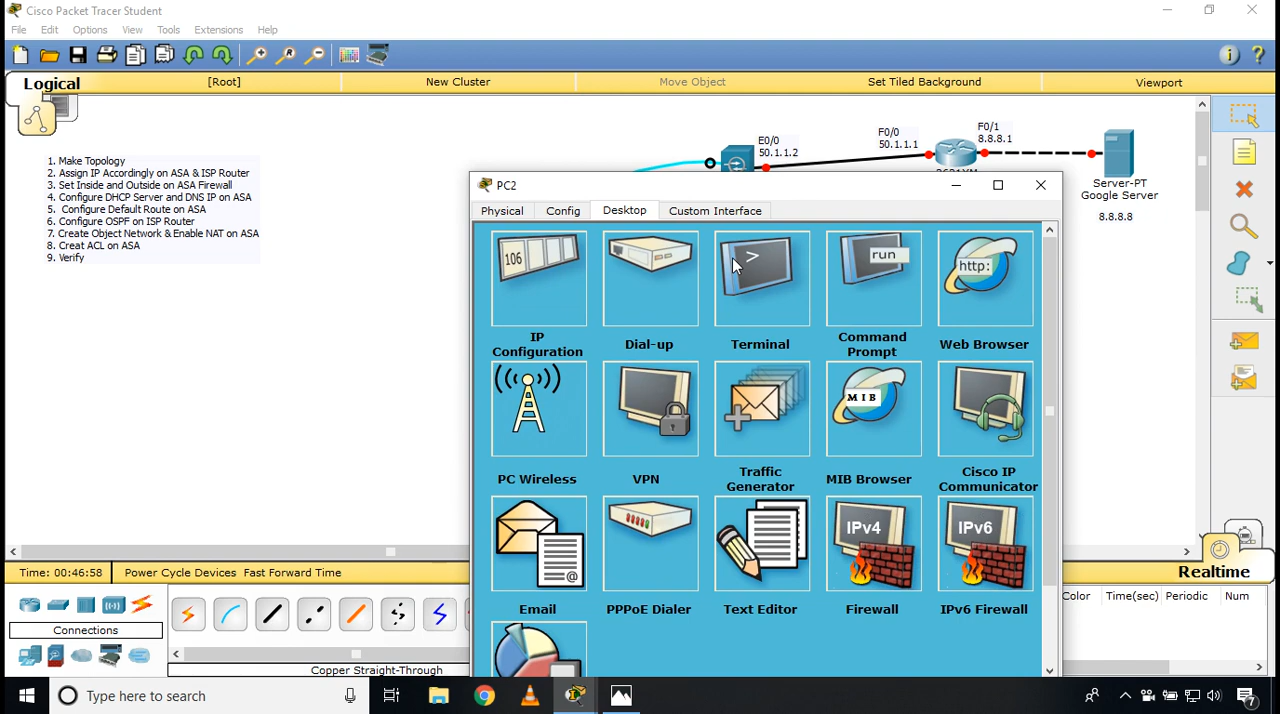 Cisco Packet Tracer Student
File Edit Options View Tools Extensions Help
Logical [Root] New Cluster Move Object Set Tiled Background Viewport
1. Make Topology
2. Assign IP Accordingly on ASA & ISP Router
3. Set Inside and Outside on ASA Firewall
4. Configure DHCP Server and DNS IP on ASA
5. Configure Default Route on ASA
6. Configure OSPF on ISP Router
7. Create Object Network & Enable NAT on ASA
8. Creat ACL on ASA
9. Verify
E0/0
50.1.1.2
F0/0
50.1.1.1
F0/1
8.8.8.1
Server-PT
Google Server
8.8.8.8
PC2
Physical Config Desktop Custom Interface
106
>
run
http:
IP Configuration
Dial-up
Terminal
Command Prompt
Web Browser
MIB
PC Wireless
VPN
Traffic Generator
MIB Browser
Cisco IP Communicator
@
IPv4
IPv6
Email
PPPoE Dialer
Text Editor
Firewall
IPv6 Firewall
Time: 00:46:58 Power Cycle Devices Fast Forward Time
Realtime
Connections
Copper Straight-Through
Color Time(sec) Periodic Num
Type here to search
7